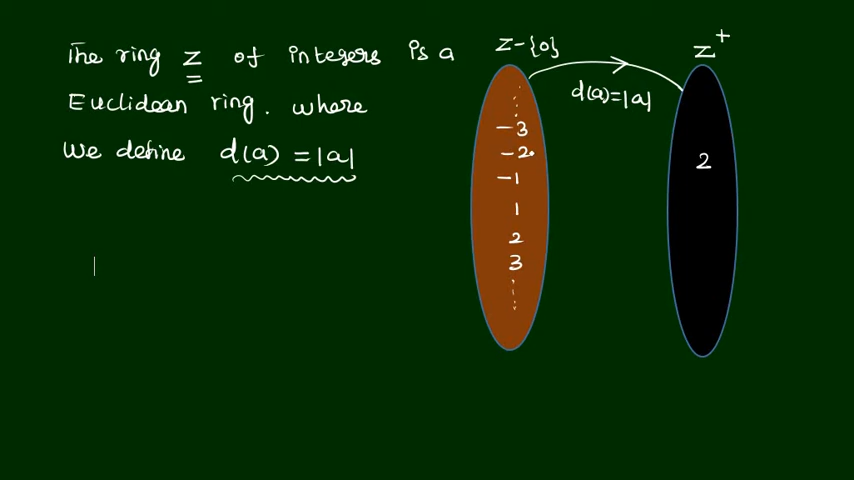 The ring Z of integers is a
Euclidean ring. where
We define d(a) = |a|
Z-{0}
d(a)=|a|
Z+
⋮
-3
-2
-1
1
2
3
⋮
2